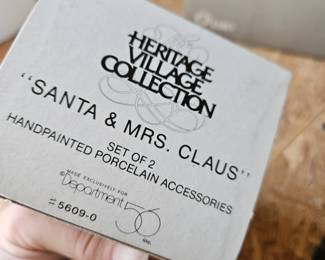 HERITAGE
VILLAGE
COLLECTION
"SANTA & MRS. CLAUS"
SET OF 2
HANDPAINTED PORCELAIN ACCESSORIES
MADE EXCLUSIVELY FOR
©Department 56 INC.
#5609-0